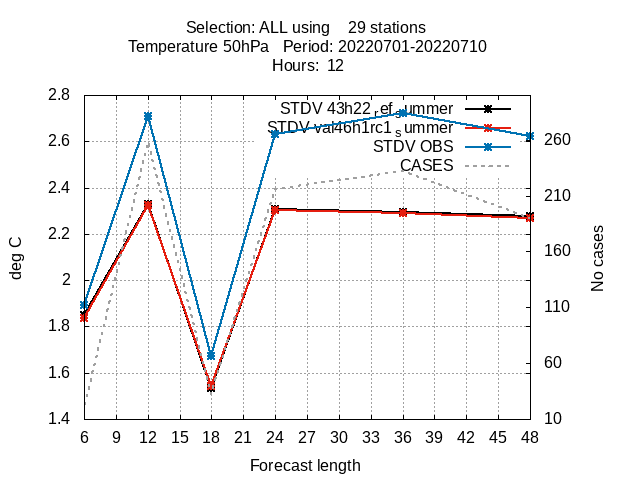 Selection: ALL using    29 stations
Temperature 50hPa   Period: 20220701-20220710
Hours:  12
2.8
2.6
2.4
2.2
2
1.8
1.6
1.4
deg C
STDV 43h22_ref_summer
STDV val46h1rc1_summer
STDV OBS
CASES
260
210
160
110
60
10
No cases
6 9 12 15 18 21 24 27 30 33 36 39 42 45 48
Forecast length